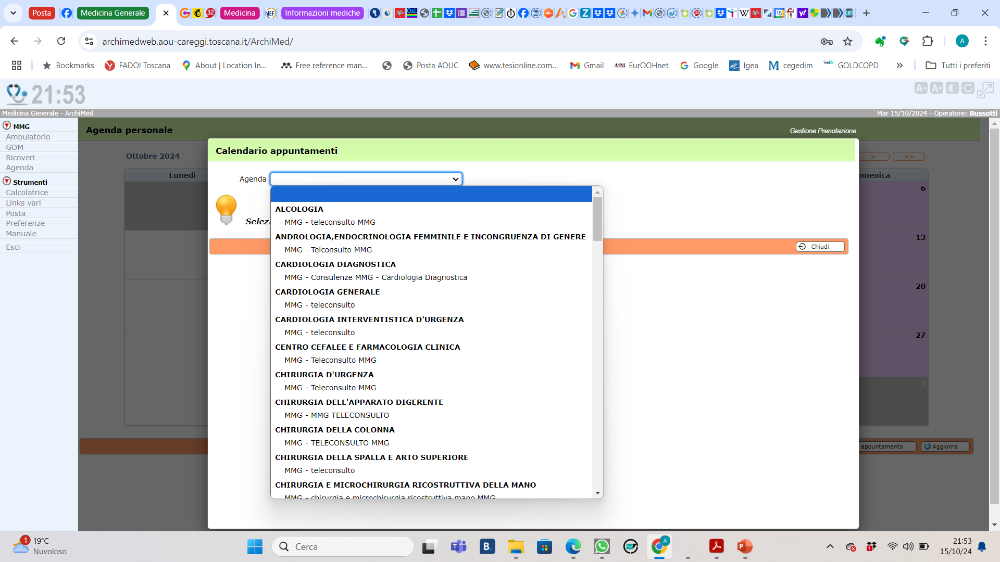 Posta
Medicina Generale
32
Medicina
MEF
Informazioni mediche
archimedweb.aou-careggi.toscana.it/ArchiMed/
A
Bookmarks
FADOI Toscana
About | Location In...
Free reference man...
Posta AOUC
www.tesionline.com...
Gmail
EurOOHnet
Google
Igea
cegedim
GOLDCOPD
Tutti i preferiti
21:53
A- A+
Medicina Generale - ArchiMed
Mar 15/10/2024 - Operatore: Bussotti
MMG
Ambulatorio
GOM
Ricoveri
Agenda
Strumenti
Calcolatrice
Links vari
Posta
Preferenze
Manuale
Esci
Agenda personale
Gestione Prenotazione
Ottobre 2024
> >>
Lunedì
omenica
6
13
20
27
3
Calendario appuntamenti
Agenda
Selezi
Chiudi
ALCOLOGIA
MMG - teleconsulto MMG
ANDROLOGIA,ENDOCRINOLOGIA FEMMINILE E INCONGRUENZA DI GENERE
MMG - Telconsulto MMG
CARDIOLOGIA DIAGNOSTICA
MMG - Consulenze MMG - Cardiologia Diagnostica
CARDIOLOGIA GENERALE
MMG - teleconsulto
CARDIOLOGIA INTERVENTISTICA D'URGENZA
MMG - teleconsulto
CENTRO CEFALEE E FARMACOLOGIA CLINICA
MMG - Teleconsulto MMG
CHIRURGIA D'URGENZA
MMG - Teleconsulto MMG
CHIRURGIA DELL'APPARATO DIGERENTE
MMG - MMG TELECONSULTO
CHIRURGIA DELLA COLONNA
MMG - TELECONSULTO MMG
CHIRURGIA DELLA SPALLA E ARTO SUPERIORE
MMG - teleconsulto
CHIRURGIA E MICROCHIRURGIA RICOSTRUTTIVA DELLA MANO
MMG - chirurgia e microchirurgia ricostruttiva mano MMG
appuntamento
Aggiorna
1
19°C
Nuvoloso
Cerca
21:53
15/10/24